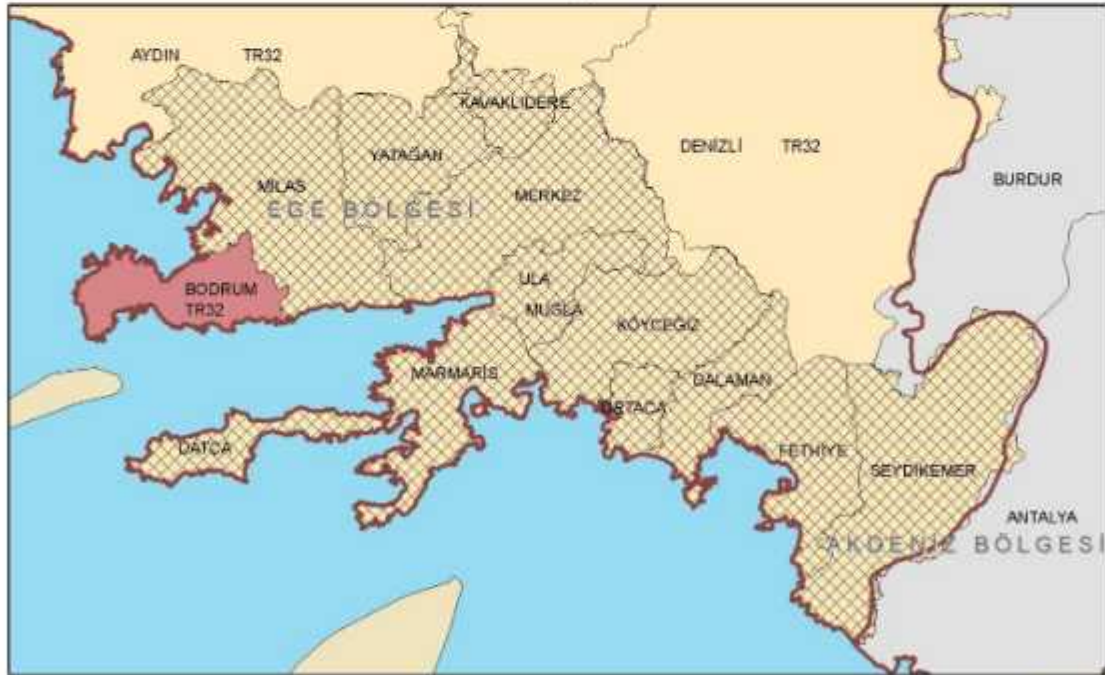 AYDIN TR32
KAVAKLIDERE
YATAĞAN
DENİZLİ TR32
BURDUR
MİLAS
MERKEZ
EGE BÖLGESİ
ULA
BODRUM
TR32
MUĞLA
KÖYCEĞİZ
MARMARİS
DALAMAN
ORTACA
DATÇA
FETHİYE
SEYDİKEMER
ANTALYA
AKDENİZ BÖLGESİ